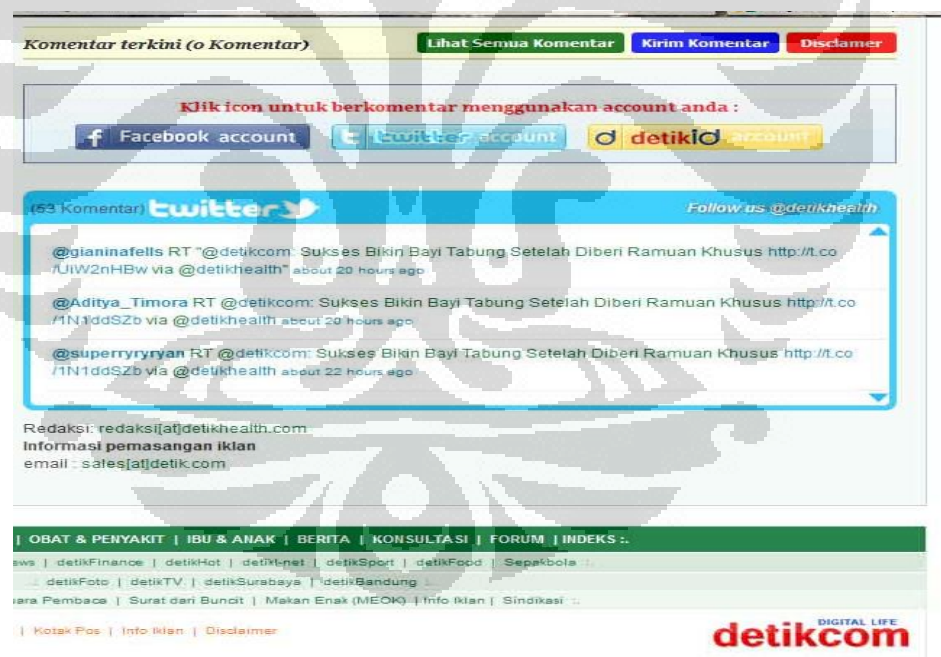 Komentar terkini (0 Komentar) Lihat Semua Komentar Kirim Komentar Disclamer
Klik icon untuk berkomentar menggunakan account anda :
f Facebook account t twitter account d detikID account
(53 Komentar) twitter Follow us @detikhealth
@gianinafells RT "@detikcom: Sukses Bikin Bayi Tabung Setelah Diberi Ramuan Khusus http://t.co
/UiW2nHBw via @detikhealth" about 20 hours ago
@Aditya_Timora RT @detikcom: Sukses Bikin Bayi Tabung Setelah Diberi Ramuan Khusus http://t.co
/1N1ddSZb via @detikhealth about 20 hours ago
@superryryryan RT @detikcom: Sukses Bikin Bayi Tabung Setelah Diberi Ramuan Khusus http://t.co
/1N1ddSZb via @detikhealth about 22 hours ago
Redaksi: redaksi[at]detikhealth.com
Informasi pemasangan iklan
email : sales[at]detik.com
| OBAT & PENYAKIT | IBU & ANAK | BERITA | KONSULTASI | FORUM | INDEKS :.
ws | detikFinance | detikHot | detikI-net | detikSport | detikFood | Sepakbola :.
.: detikFoto | detikTV | detikSurabaya | detikBandung :.
ara Pembaca | Surat dari Buncit | Makan Enak (MEOK) | Info Iklan | Sindikasi :.
| Kotak Pos | Info Iklan | Disclaimer
DIGITAL LIFE
detikcom